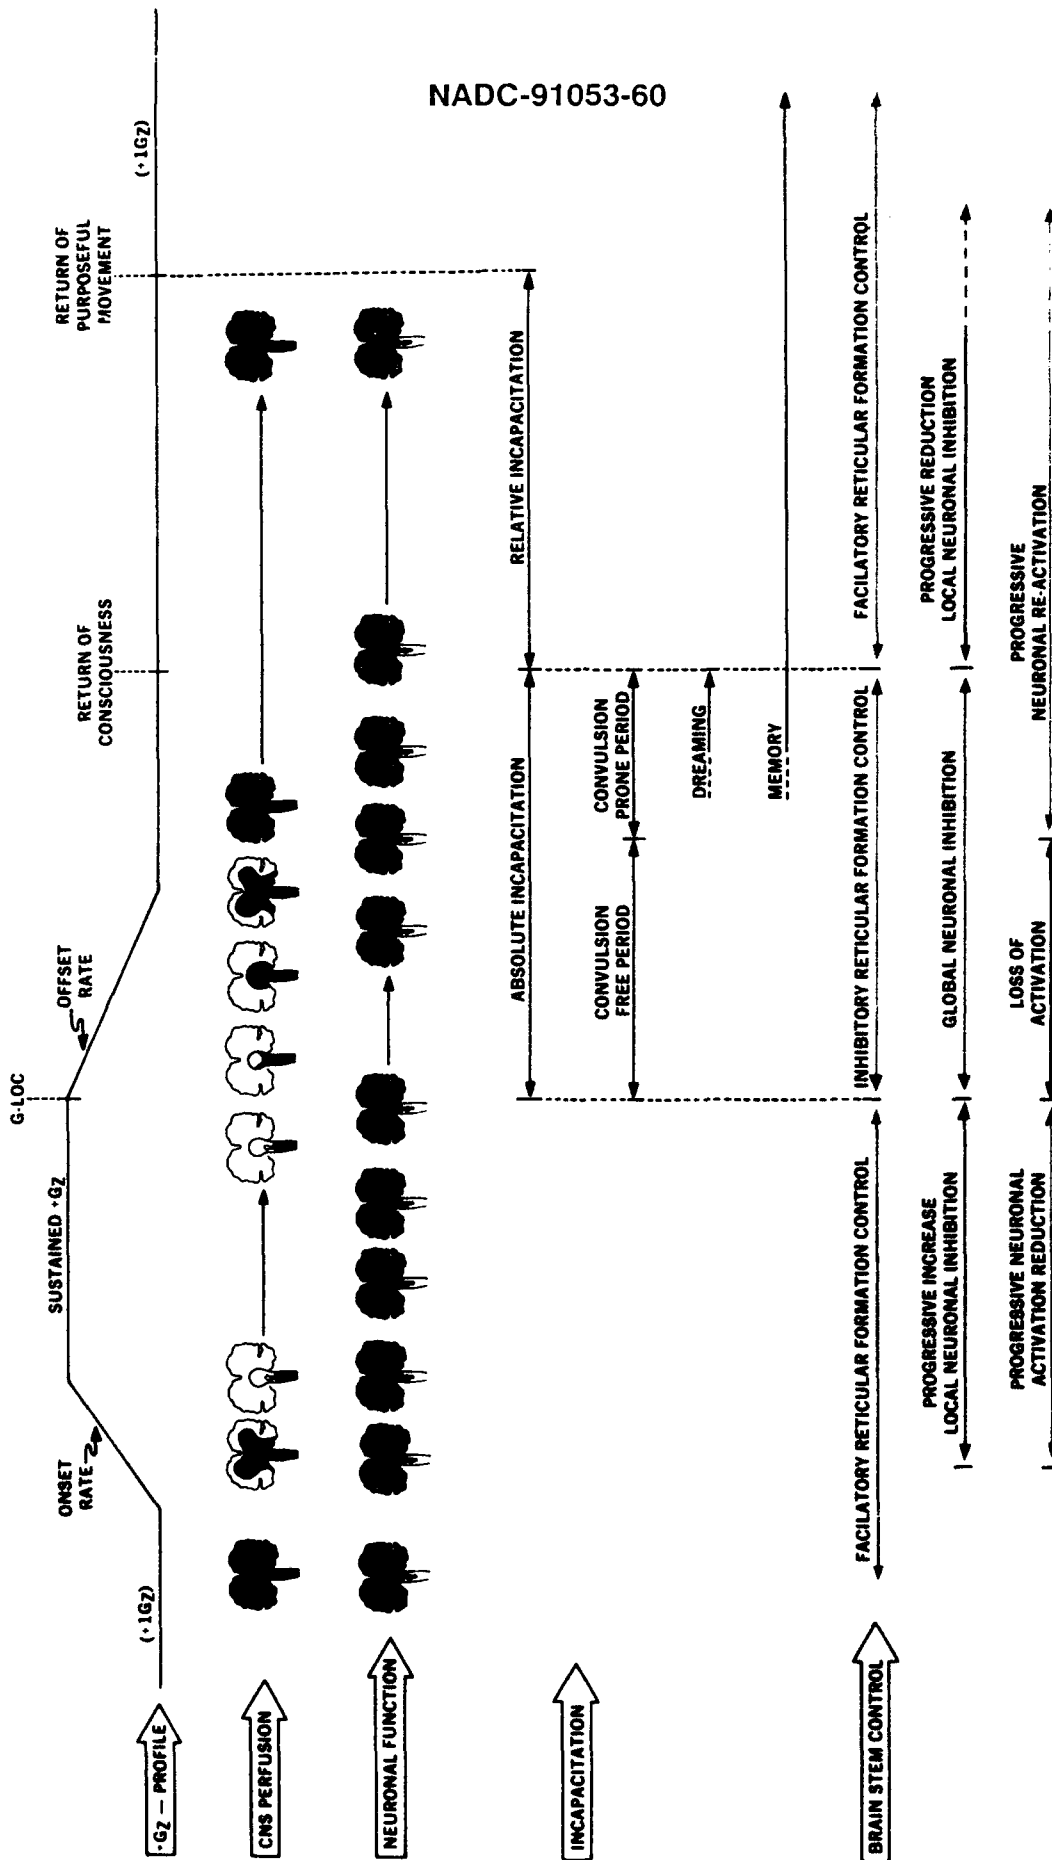 NADC-91053-60
G-LOC
RETURN OF
CONSCIOUSNESS
RETURN OF
PURPOSEFUL
MOVEMENT
(+1GZ)
ONSET
RATE
SUSTAINED +GZ
OFFSET
RATE
(+1GZ)
+GZ — PROFILE
CNS PERFUSION
NEURONAL FUNCTION
INCAPACITATION
ABSOLUTE INCAPACITATION
RELATIVE INCAPACITATION
CONVULSION
FREE PERIOD
CONVULSION
PRONE PERIOD
DREAMING
MEMORY
BRAIN STEM CONTROL
FACILATORY RETICULAR FORMATION CONTROL
INHIBITORY RETICULAR FORMATION CONTROL
FACILATORY RETICULAR FORMATION CONTROL
PROGRESSIVE INCREASE
LOCAL NEURONAL INHIBITION
GLOBAL NEURONAL INHIBITION
PROGRESSIVE REDUCTION
LOCAL NEURONAL INHIBITION
PROGRESSIVE NEURONAL
ACTIVATION REDUCTION
LOSS OF
ACTIVATION
PROGRESSIVE
NEURONAL RE-ACTIVATION